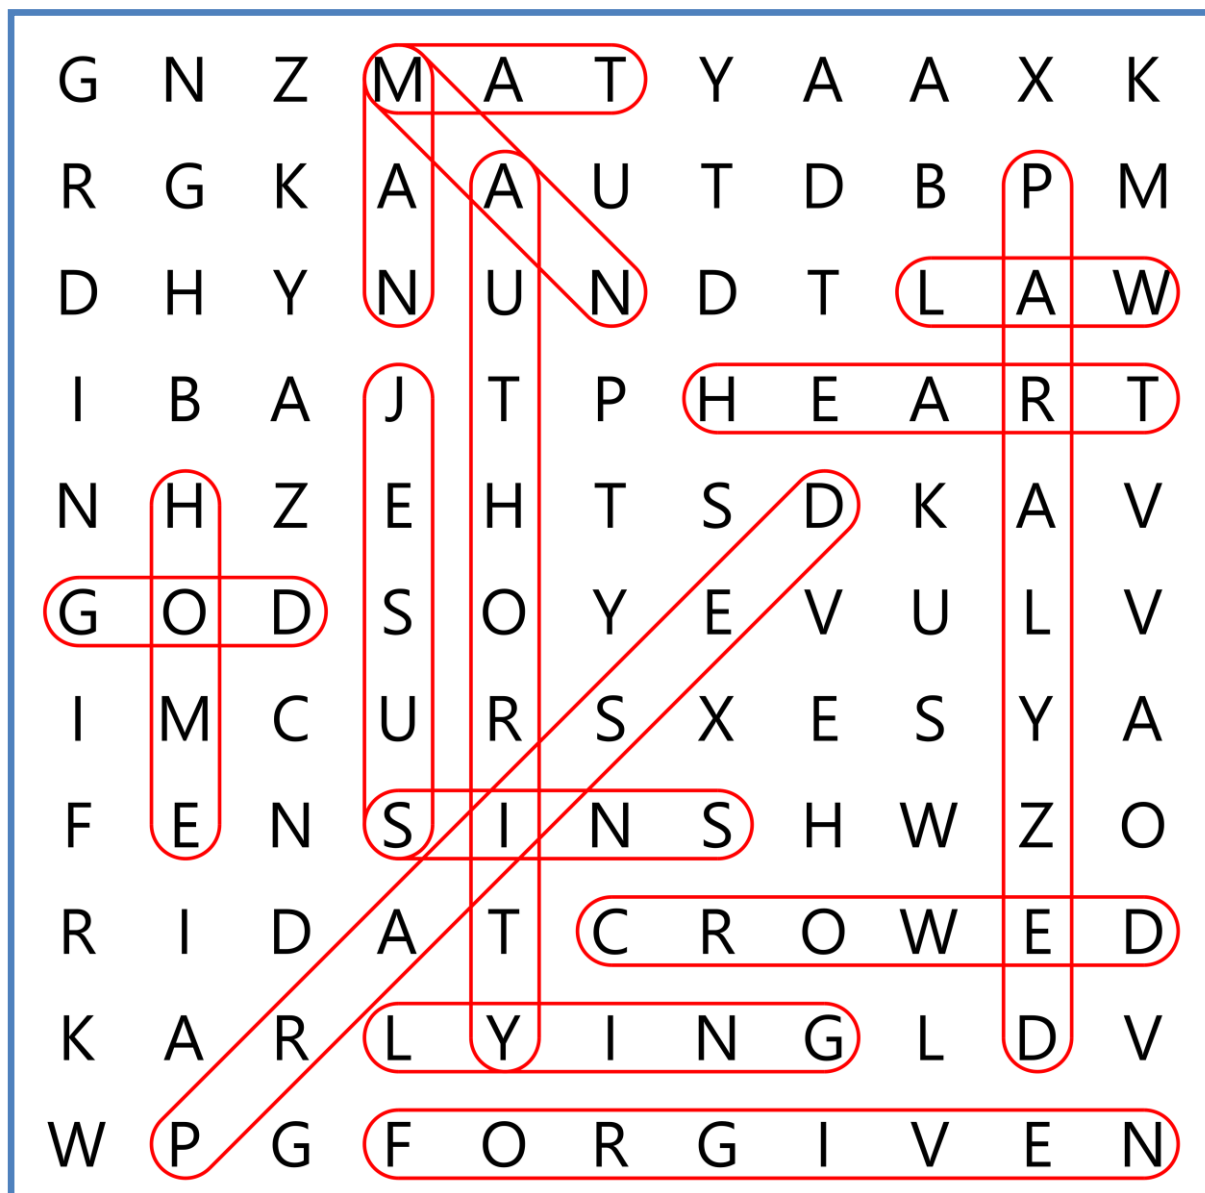 G N Z M A T Y A A X K
R G K A A U T D B P M
D H Y N U N D T L A W
I B A J T P H E A R T
N H Z E H T S D K A V
G O D S O Y E V U L V
I M C U R S X E S Y A
F E N S I N S H W Z O
R I D A T C R O W E D
K A R L Y I N G L D V
W P G F O R G I V E N